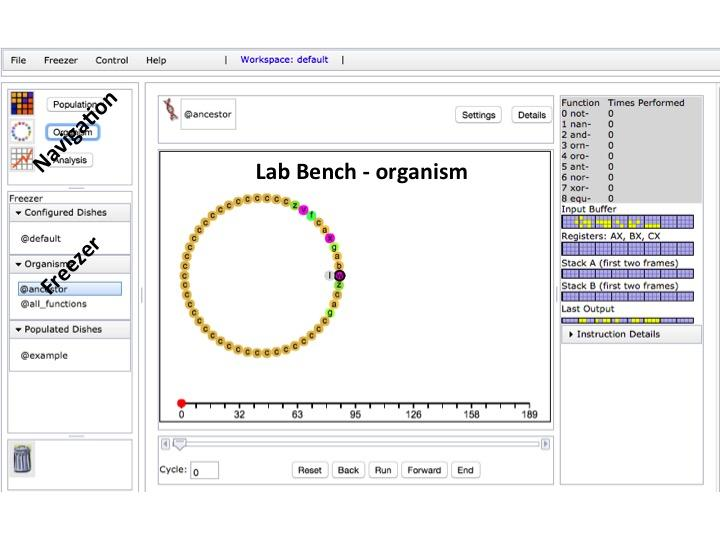 File Freezer Control Help | Workspace: default |
Population
Organism
Analysis
Navigation
Freezer
Configured Dishes
@default
Organisms
@ancestor
@all_functions
Freezer
Populated Dishes
@example
@ancestor
Settings Details
Lab Bench - organism
0 32 63 95 126 158 189
Cycle: 0 Reset Back Run Forward End
Function Times Performed
0 not- 0
1 nan- 0
2 and- 0
3 orn- 0
4 oro- 0
5 ant- 0
6 nor- 0
7 xor- 0
8 equ- 0
Input Buffer
Registers: AX, BX, CX
Stack A (first two frames)
Stack B (first two frames)
Last Output
Instruction Details